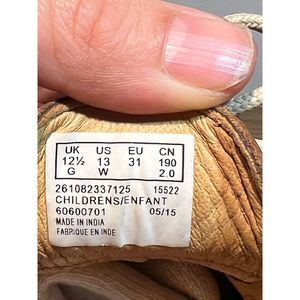 UK US EU CN
12½ 13 31 190
G W 2.0
261082337125 15522
CHILDRENS/ENFANT
60600701 05/15
MADE IN INDIA
FABRIQUE EN INDE